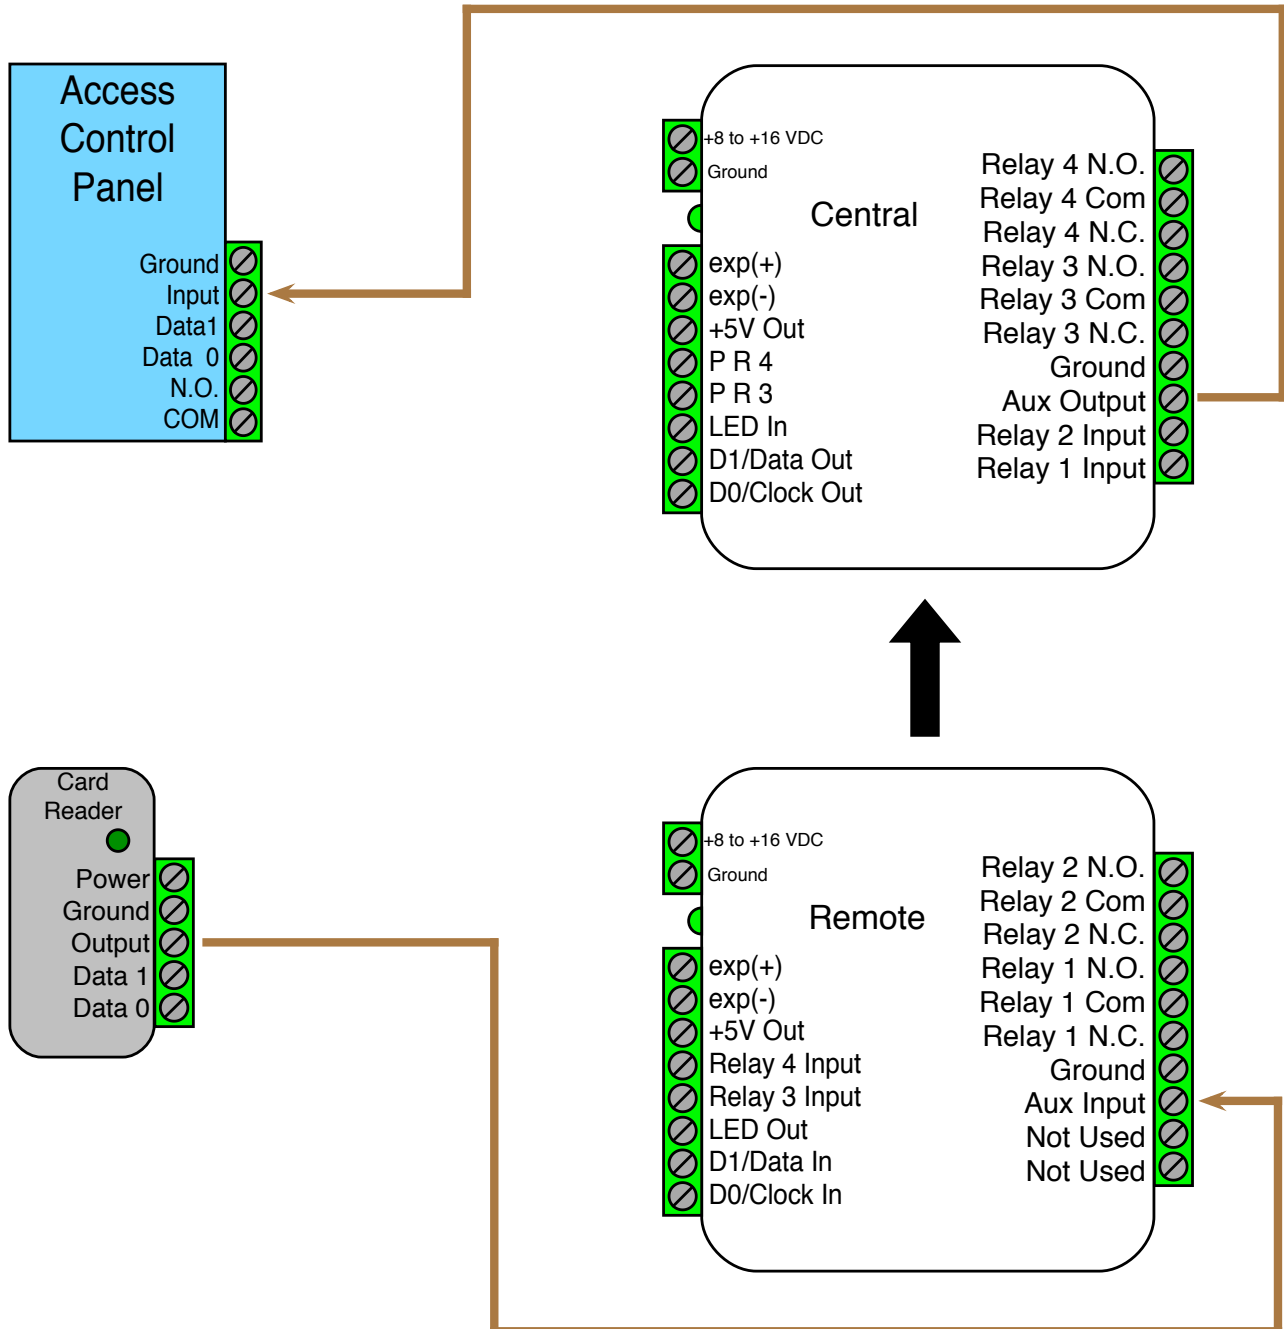 Access
Control
Panel
Ground
Input
Data1
Data 0
N.O.
COM
+8 to +16 VDC
Ground
Central
exp(+)
exp(-)
+5V Out
P R 4
P R 3
LED In
D1/Data Out
D0/Clock Out
Relay 4 N.O.
Relay 4 Com
Relay 4 N.C.
Relay 3 N.O.
Relay 3 Com
Relay 3 N.C.
Ground
Aux Output
Relay 2 Input
Relay 1 Input
Card
Reader
Power
Ground
Output
Data 1
Data 0
+8 to +16 VDC
Ground
Remote
exp(+)
exp(-)
+5V Out
Relay 4 Input
Relay 3 Input
LED Out
D1/Data In
D0/Clock In
Relay 2 N.O.
Relay 2 Com
Relay 2 N.C.
Relay 1 N.O.
Relay 1 Com
Relay 1 N.C.
Ground
Aux Input
Not Used
Not Used